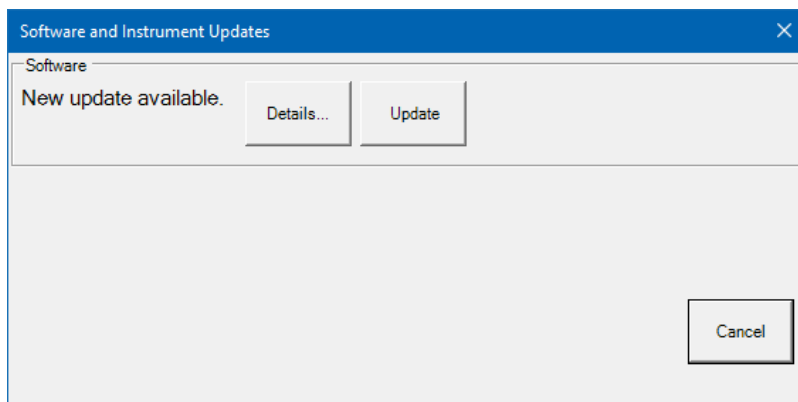 Software and Instrument Updates
Software
New update available.
Details...
Update
Cancel